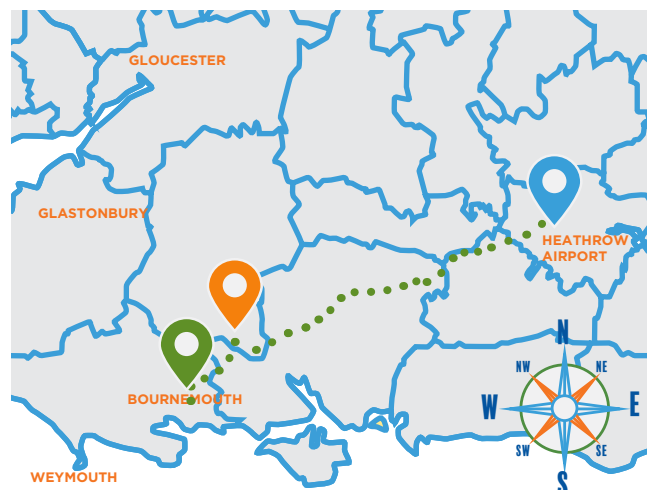 GLOUCESTER
GLASTONBURY
HEATHROW
AIRPORT
N
NW
NE
W
E
BOURNEMOUTH
SW
SE
WEYMOUTH
S